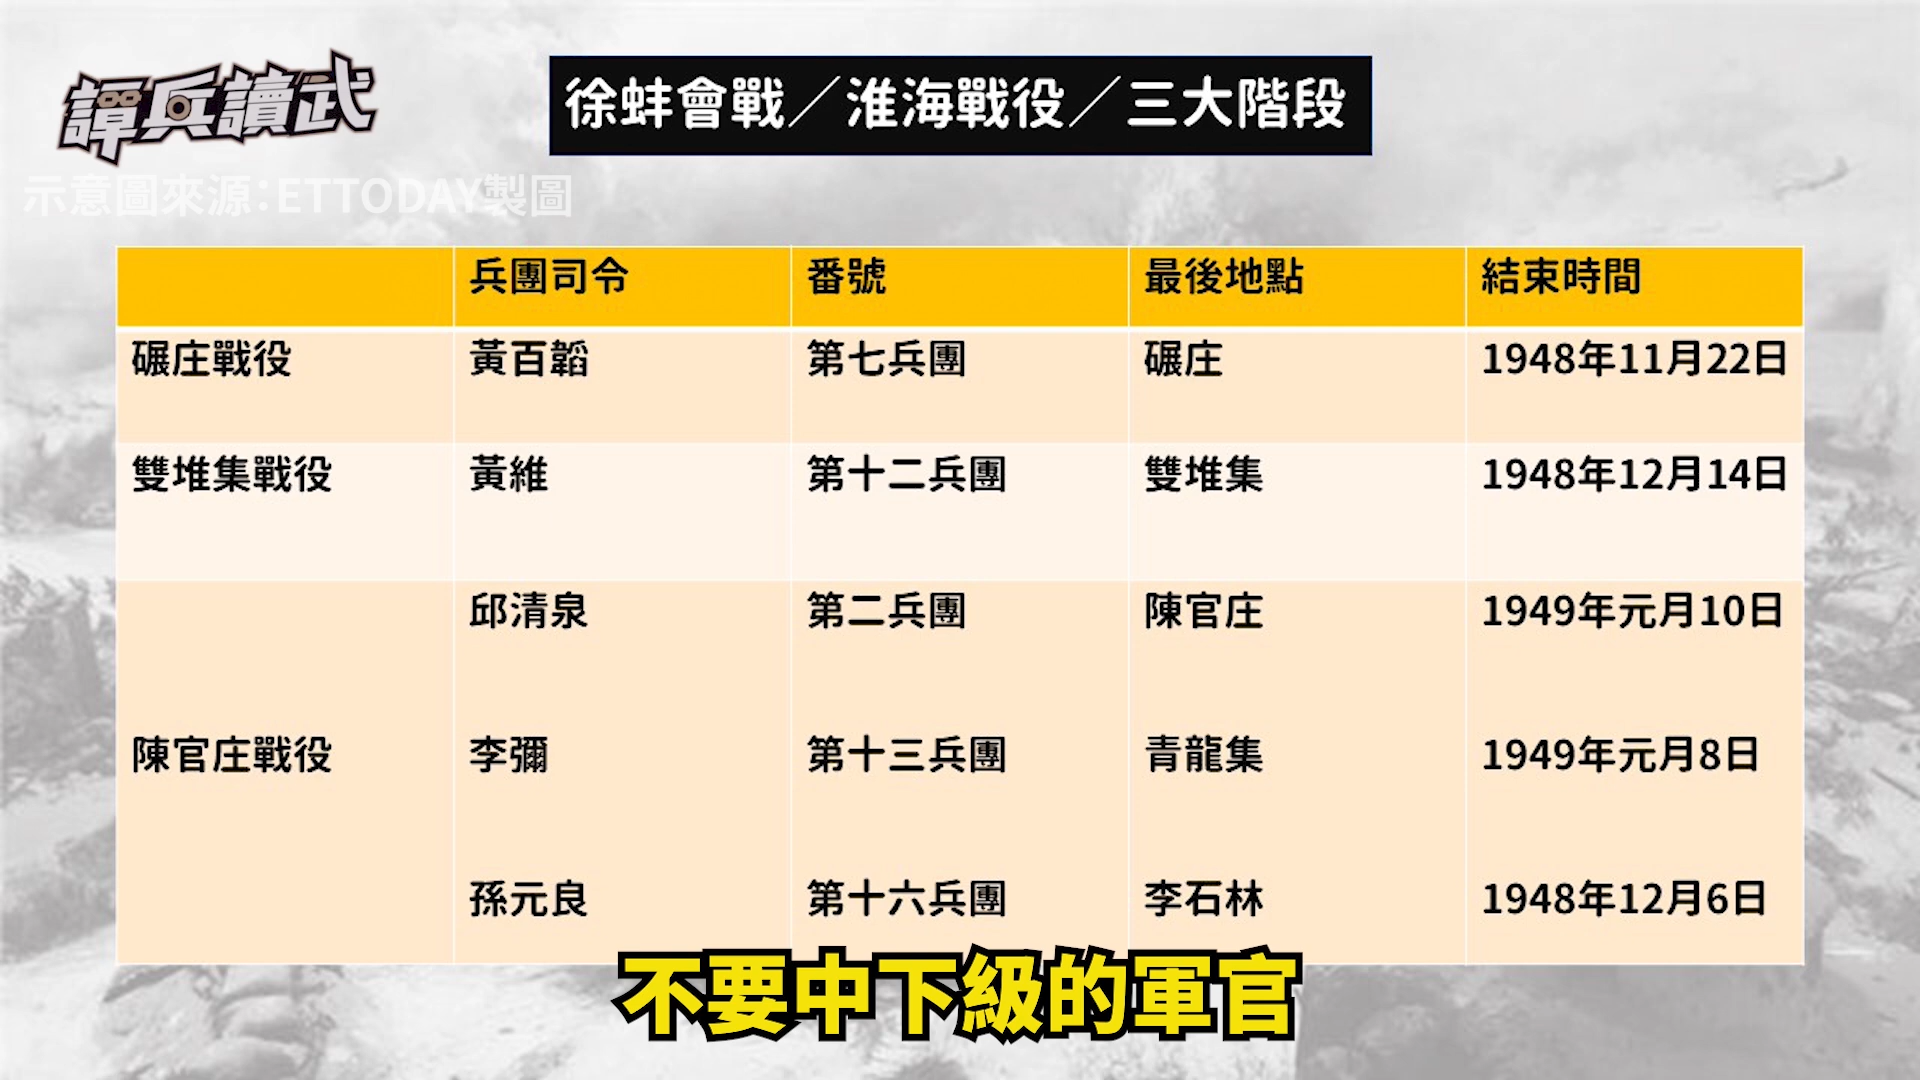 譚兵讀武
徐蚌會戰／淮海戰役／三大階段
示意圖來源：ETTODAY製圖
兵團司令 番號 最後地點 結束時間
碾庄戰役 黃百韜 第七兵團 碾庄 1948年11月22日
雙堆集戰役 黃維 第十二兵團 雙堆集 1948年12月14日
邱清泉 第二兵團 陳官庄 1949年元月10日
陳官庄戰役 李彌 第十三兵團 青龍集 1949年元月8日
孫元良 第十六兵團 李石林 1948年12月6日
不要中下級的軍官